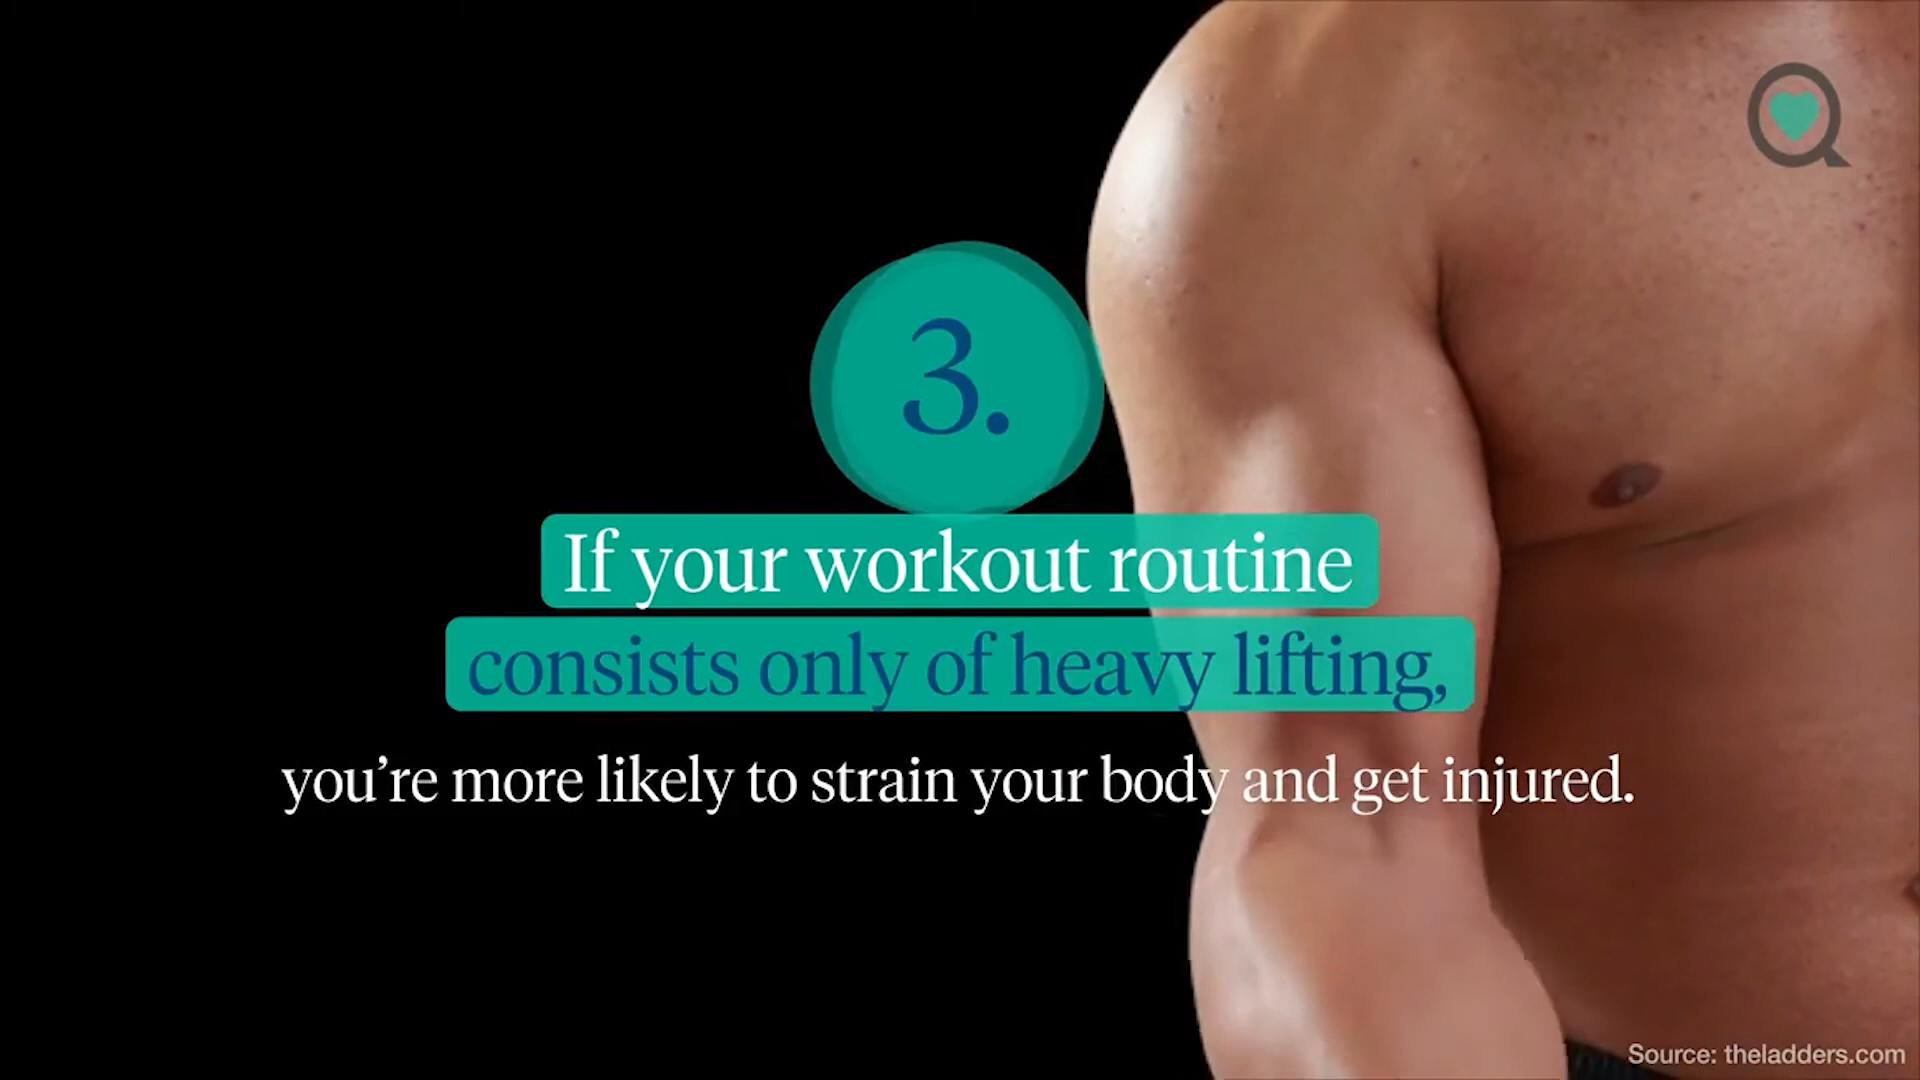 3.
If your workout routine
consists only of heavy lifting,
you’re more likely to strain your body and get injured.
Source: theladders.com